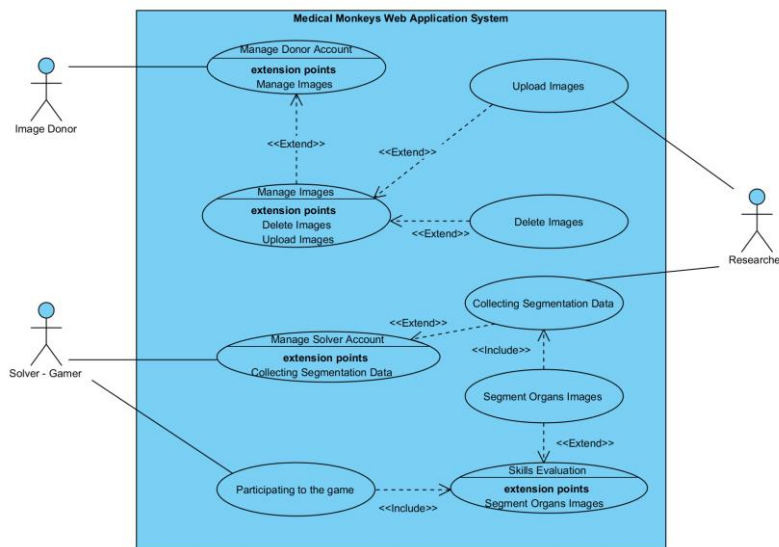 Medical Monkeys Web Application System
Manage Donor Account
extension points
Manage Images
Image Donor
Upload Images
<<Extend>>
<<Extend>>
Manage Images
extension points
Delete Images
Upload Images
<<Extend>>
Delete Images
Researche
Collecting Segmentation Data
<<Extend>>
Manage Solver Account
extension points
Collecting Segmentation Data
<<Include>>
Solver - Gamer
Segment Organs Images
<<Extend>>
Skills Evaluation
extension points
Segment Organs Images
Participating to the game
<<Include>>